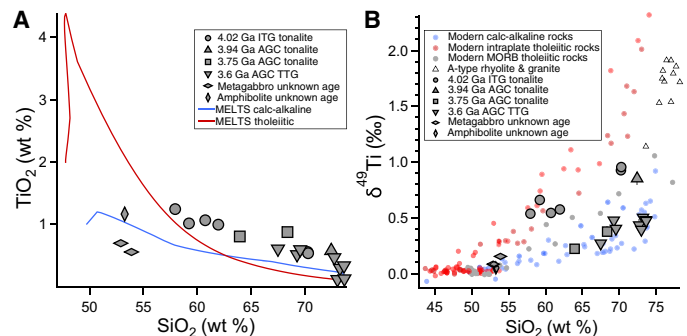 A
TiO2 (wt %)
4
3
2
1
50
55
60
65
70
SiO2 (wt %)
4.02 Ga ITG tonalite
3.94 Ga AGC tonalite
3.75 Ga AGC tonalite
3.6 Ga AGC TTG
Metagabbro unknown age
Amphibolite unknown age
MELTS calc-alkaline
MELTS tholeiitic
B
δ49Ti (‰)
2.0
1.5
1.0
0.5
0.0
45
50
55
60
65
70
75
SiO2 (wt %)
Modern calc-alkaline rocks
Modern intraplate tholeiitic rocks
Modern MORB tholeiitic rocks
A-type rhyolite & granite
4.02 Ga ITG tonalite
3.94 Ga AGC tonalite
3.75 Ga AGC tonalite
3.6 Ga AGC TTG
Metagabbro unknown age
Amphibolite unknown age